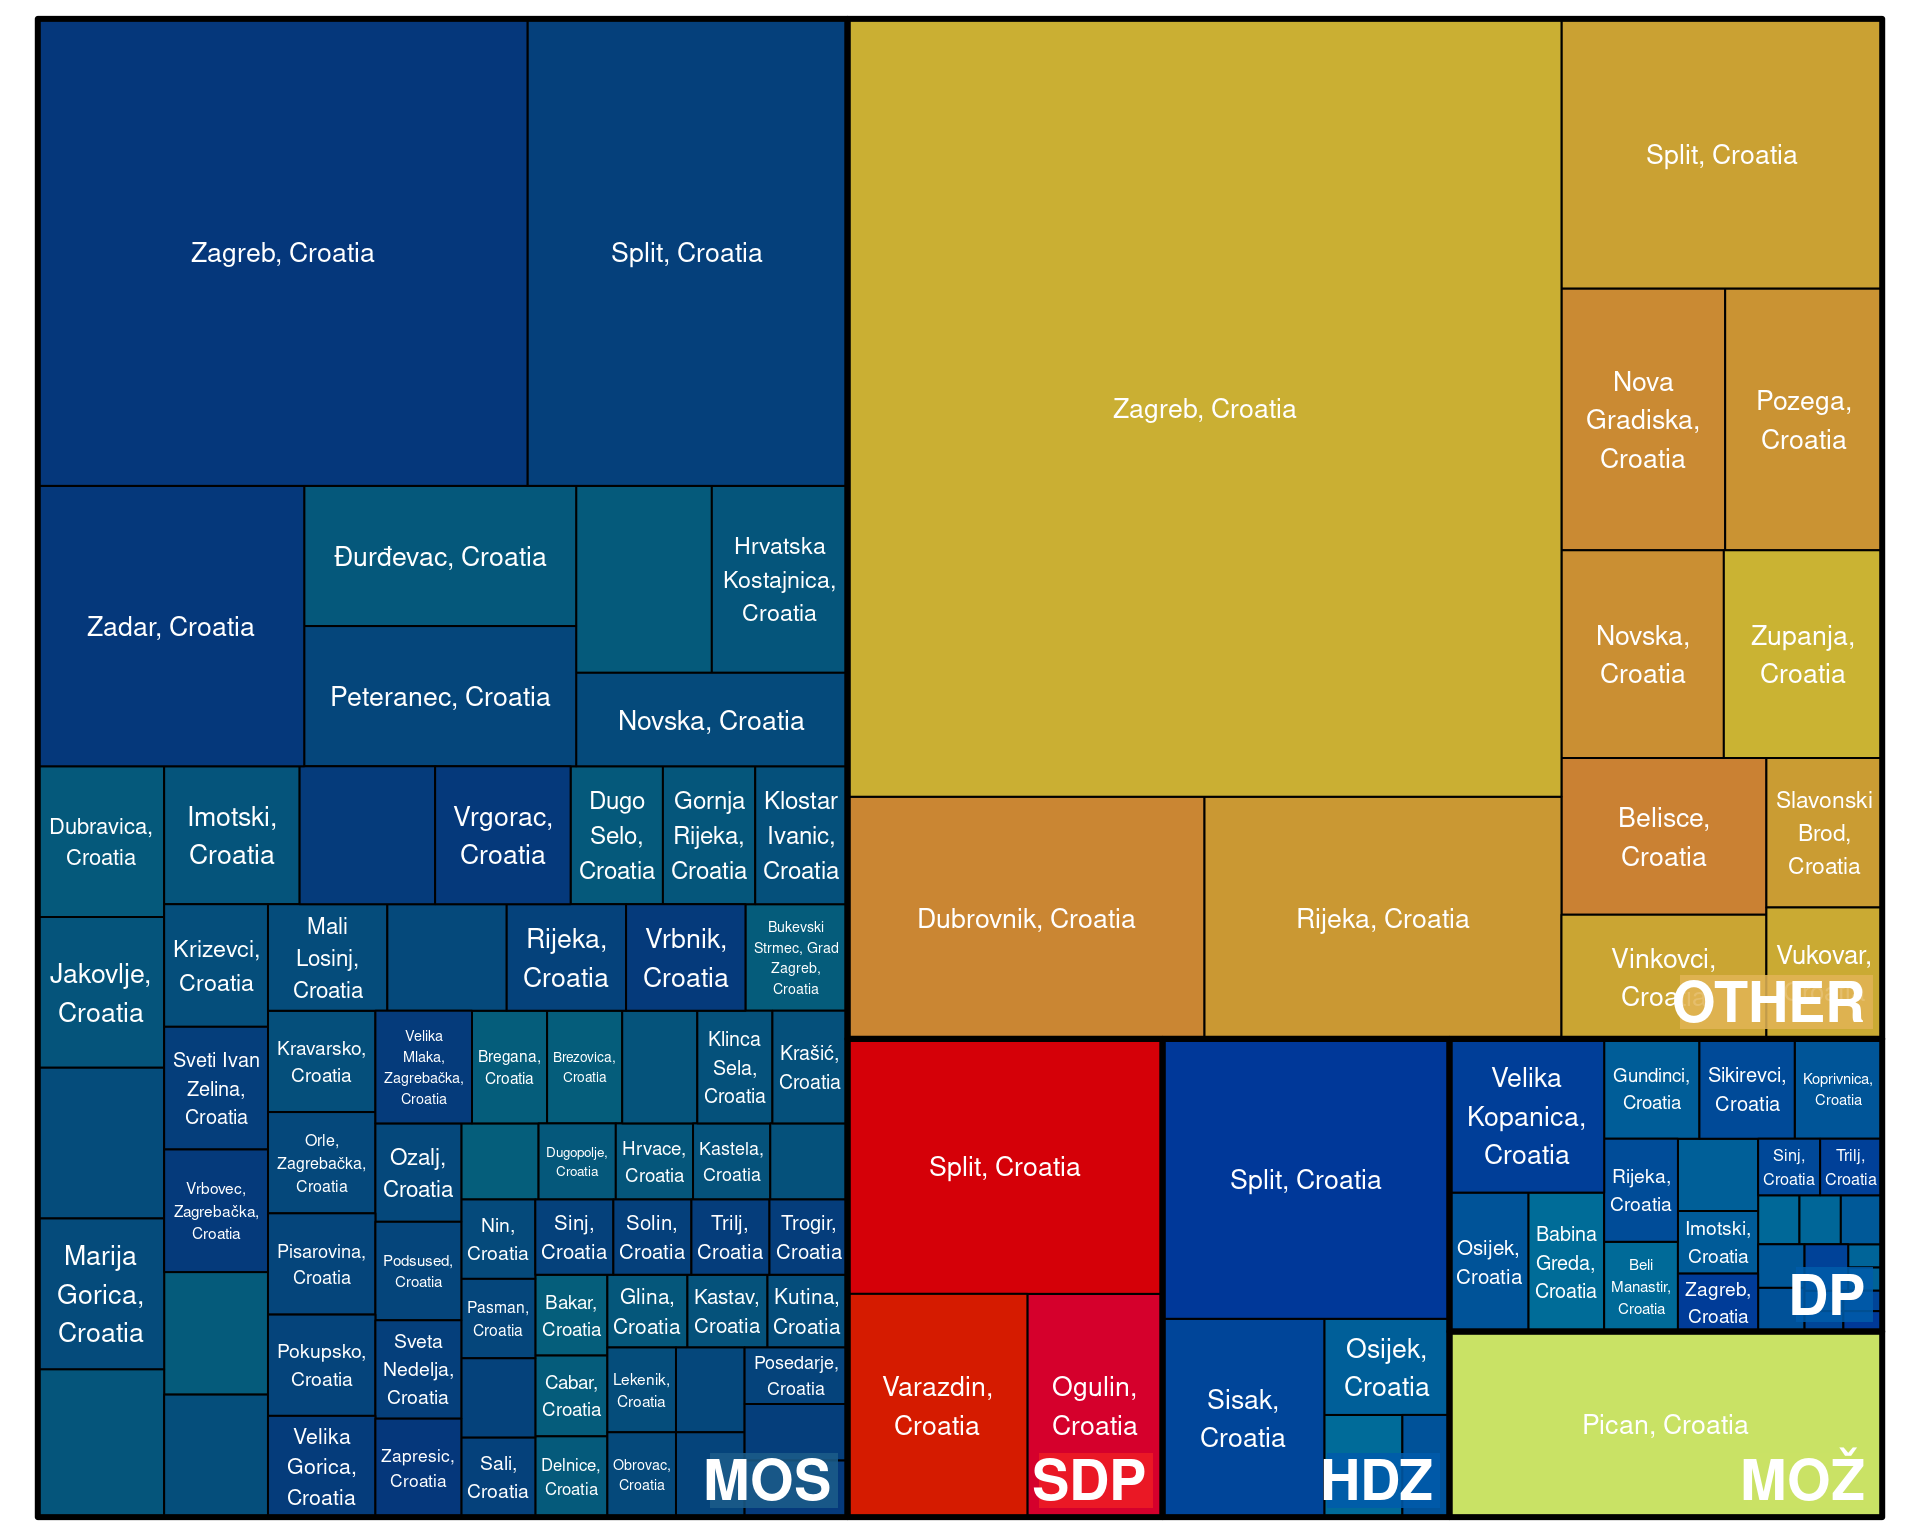 Zagreb, Croatia
Split, Croatia
Zadar, Croatia
Đurđevac, Croatia
Peteranec, Croatia
Hrvatska
Kostajnica,
Croatia
Novska, Croatia
Dubravica,
Croatia
Imotski,
Croatia
Vrgorac,
Croatia
Dugo
Selo,
Croatia
Gornja
Rijeka,
Croatia
Klostar
Ivanic,
Croatia
Jakovlje,
Croatia
Krizevci,
Croatia
Mali
Losinj,
Croatia
Rijeka,
Croatia
Vrbnik,
Croatia
Bukevski
Strmec, Grad
Zagreb,
Croatia
Sveti Ivan
Zelina,
Croatia
Kravarsko,
Croatia
Velika
Mlaka,
Zagrebačka,
Croatia
Bregana,
Croatia
Brezovica,
Croatia
Klinca
Sela,
Croatia
Krašić,
Croatia
Vrbovec,
Zagrebačka,
Croatia
Orle,
Zagrebačka,
Croatia
Ozalj,
Croatia
Dugopolje,
Croatia
Hrvace,
Croatia
Kastela,
Croatia
Marija
Gorica,
Croatia
Pisarovina,
Croatia
Podsused,
Croatia
Nin,
Croatia
Sinj,
Croatia
Solin,
Croatia
Trilj,
Croatia
Trogir,
Croatia
Pasman,
Croatia
Bakar,
Croatia
Glina,
Croatia
Kastav,
Croatia
Kutina,
Croatia
Pokupsko,
Croatia
Sveta
Nedelja,
Croatia
Cabar,
Croatia
Lekenik,
Croatia
Posedarje,
Croatia
Velika
Gorica,
Croatia
Zapresic,
Croatia
Sali,
Croatia
Delnice,
Croatia
Obrovac,
Croatia
MOS
Zagreb, Croatia
Split, Croatia
Nova
Gradiska,
Croatia
Pozega,
Croatia
Novska,
Croatia
Zupanja,
Croatia
Belisce,
Croatia
Slavonski
Brod,
Croatia
Dubrovnik, Croatia
Rijeka, Croatia
Vinkovci,
Vukovar,
OTHER
Split, Croatia
Varazdin,
Croatia
Ogulin,
Croatia
SDP
Split, Croatia
Sisak,
Croatia
Osijek,
Croatia
HDZ
Velika
Kopanica,
Croatia
Gundinci,
Croatia
Sikirevci,
Croatia
Koprivnica,
Croatia
Osijek,
Croatia
Babina
Greda,
Croatia
Rijeka,
Croatia
Beli
Manastir,
Croatia
Imotski,
Croatia
Zagreb,
Croatia
Sinj,
Croatia
Trilj,
Croatia
DP
Pican, Croatia
MOŽ